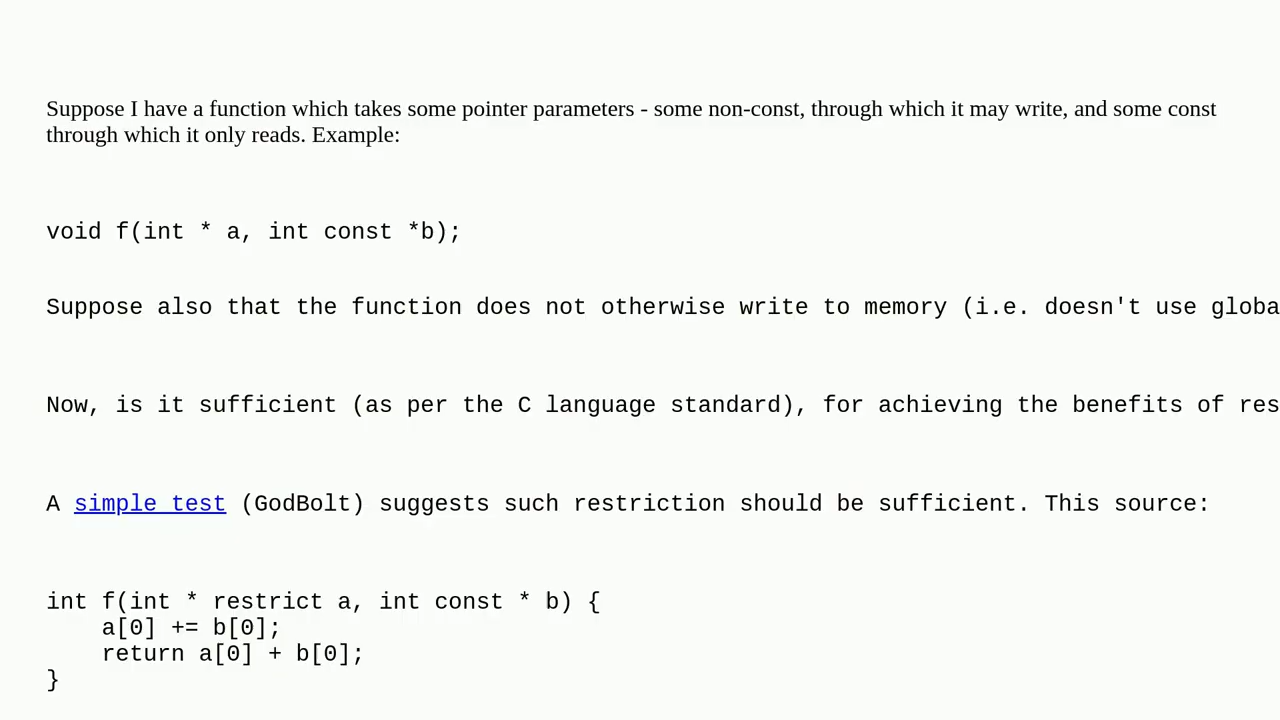 Suppose I have a function which takes some pointer parameters - some non-const, through which it may write, and some const
through which it only reads. Example:
void f(int * a, int const *b);
Suppose also that the function does not otherwise write to memory (i.e. doesn't use globa
Now, is it sufficient (as per the C language standard), for achieving the benefits of res
A simple test (GodBolt) suggests such restriction should be sufficient. This source:
int f(int * restrict a, int const * b) {
    a[0] += b[0];
    return a[0] + b[0];
}